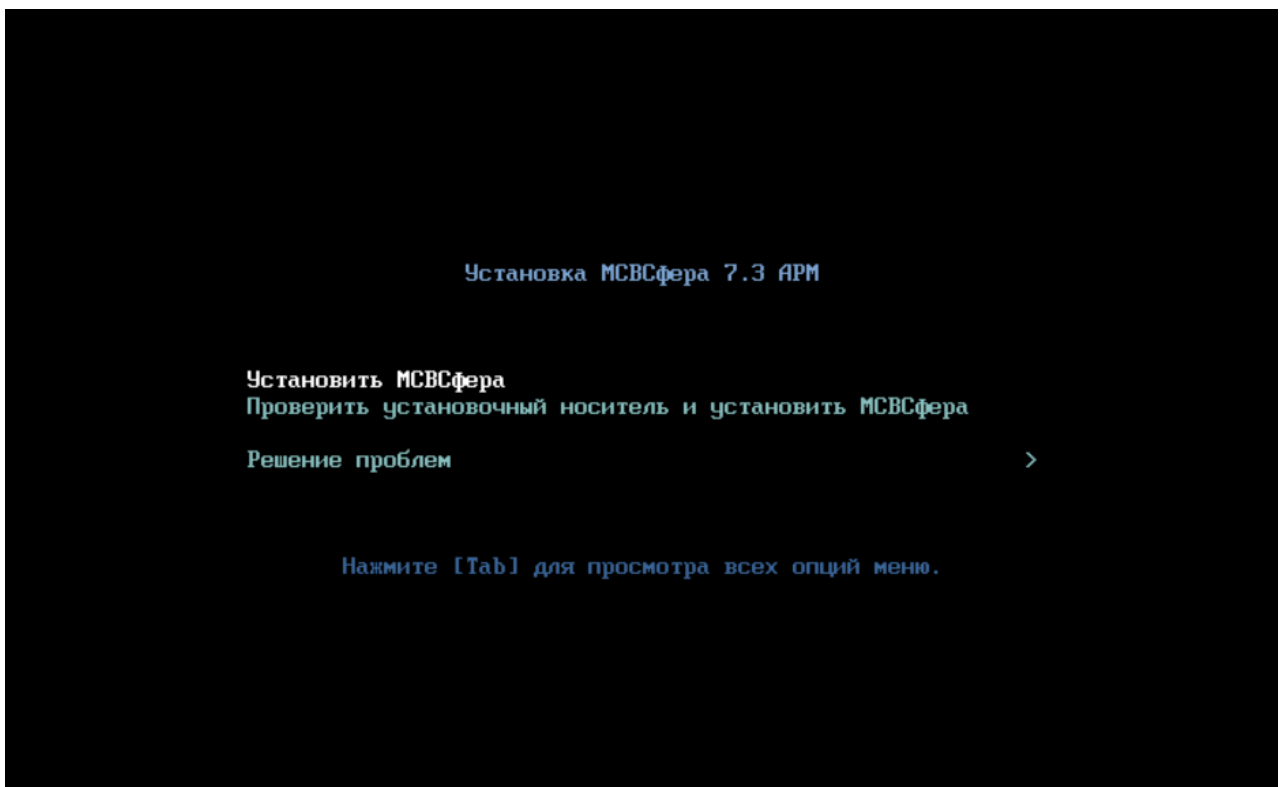 Установка МСВСфера 7.3 АРМ
Установить МСВСфера
Проверить установочный носитель и установить МСВСфера
Решение проблем >
Нажмите [Tab] для просмотра всех опций меню.